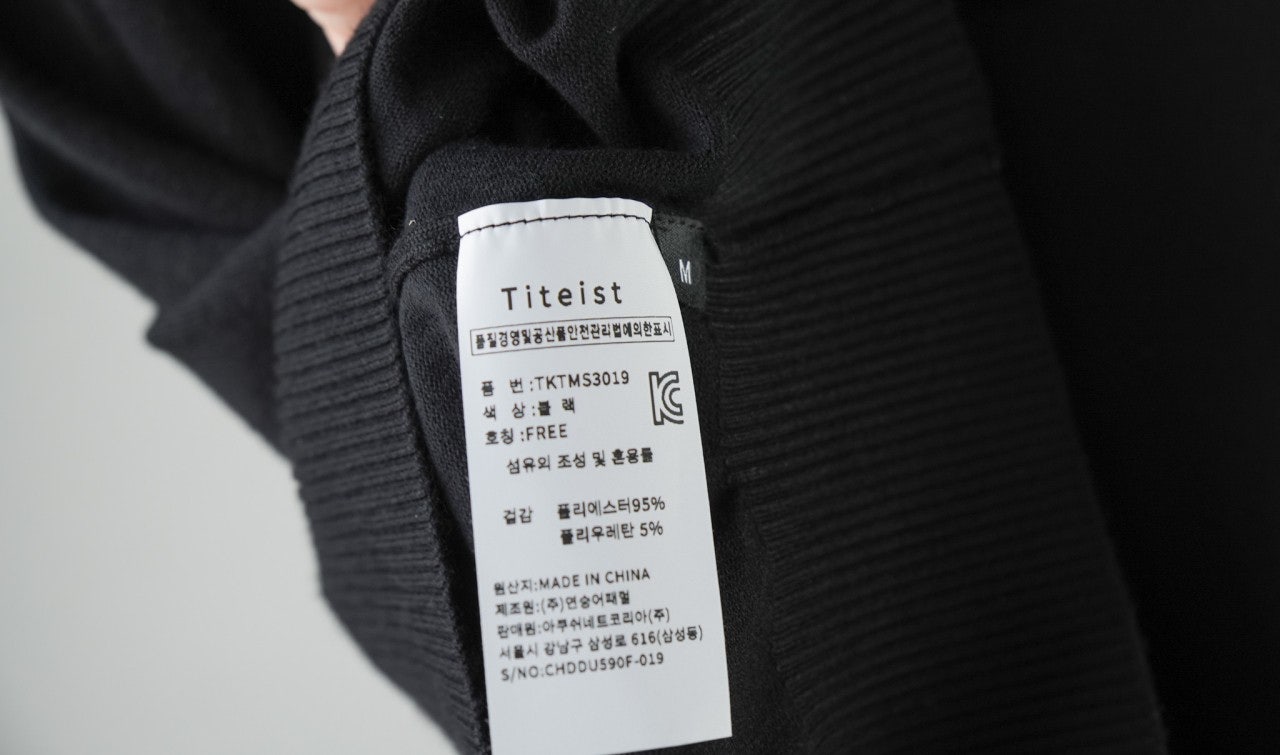 M
Titeist
품질경영및공산품안전관리법에의한표시
품 번 :TKTMS3019
색 상 :블 랙
호칭 :FREE
섬유의 조성 및 혼용률
겉감 폴리에스터95%
폴리우레탄 5%
원산지:MADE IN CHINA
제조원:(주)연승어패럴
판매원:아쿠쉬네트코리아(주)
서울시 강남구 삼성로 616(삼성동)
S/NO:CHDDU590F-019